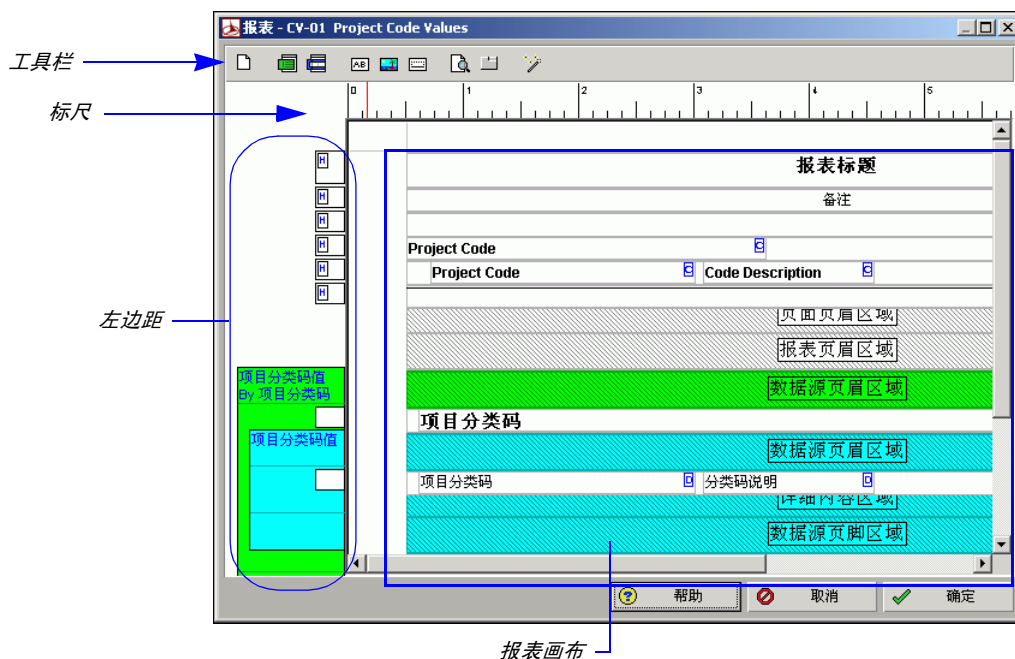 报表 - CV-01 Project Code Values
工具栏
AB
标尺
0 1 2 3 4 5
H
报表标题
H
备注
H
H
Project Code C
H
Project Code C Code Description C
H
左边距
页面页眉区域
报表页眉区域
项目分类码值
By 项目分类码
数据源页眉区域
项目分类码
项目分类码值
数据源页眉区域
项目分类码 D 分类码说明 D
详细内容区域
数据源页脚区域
? 帮助 取消 确定
报表画布